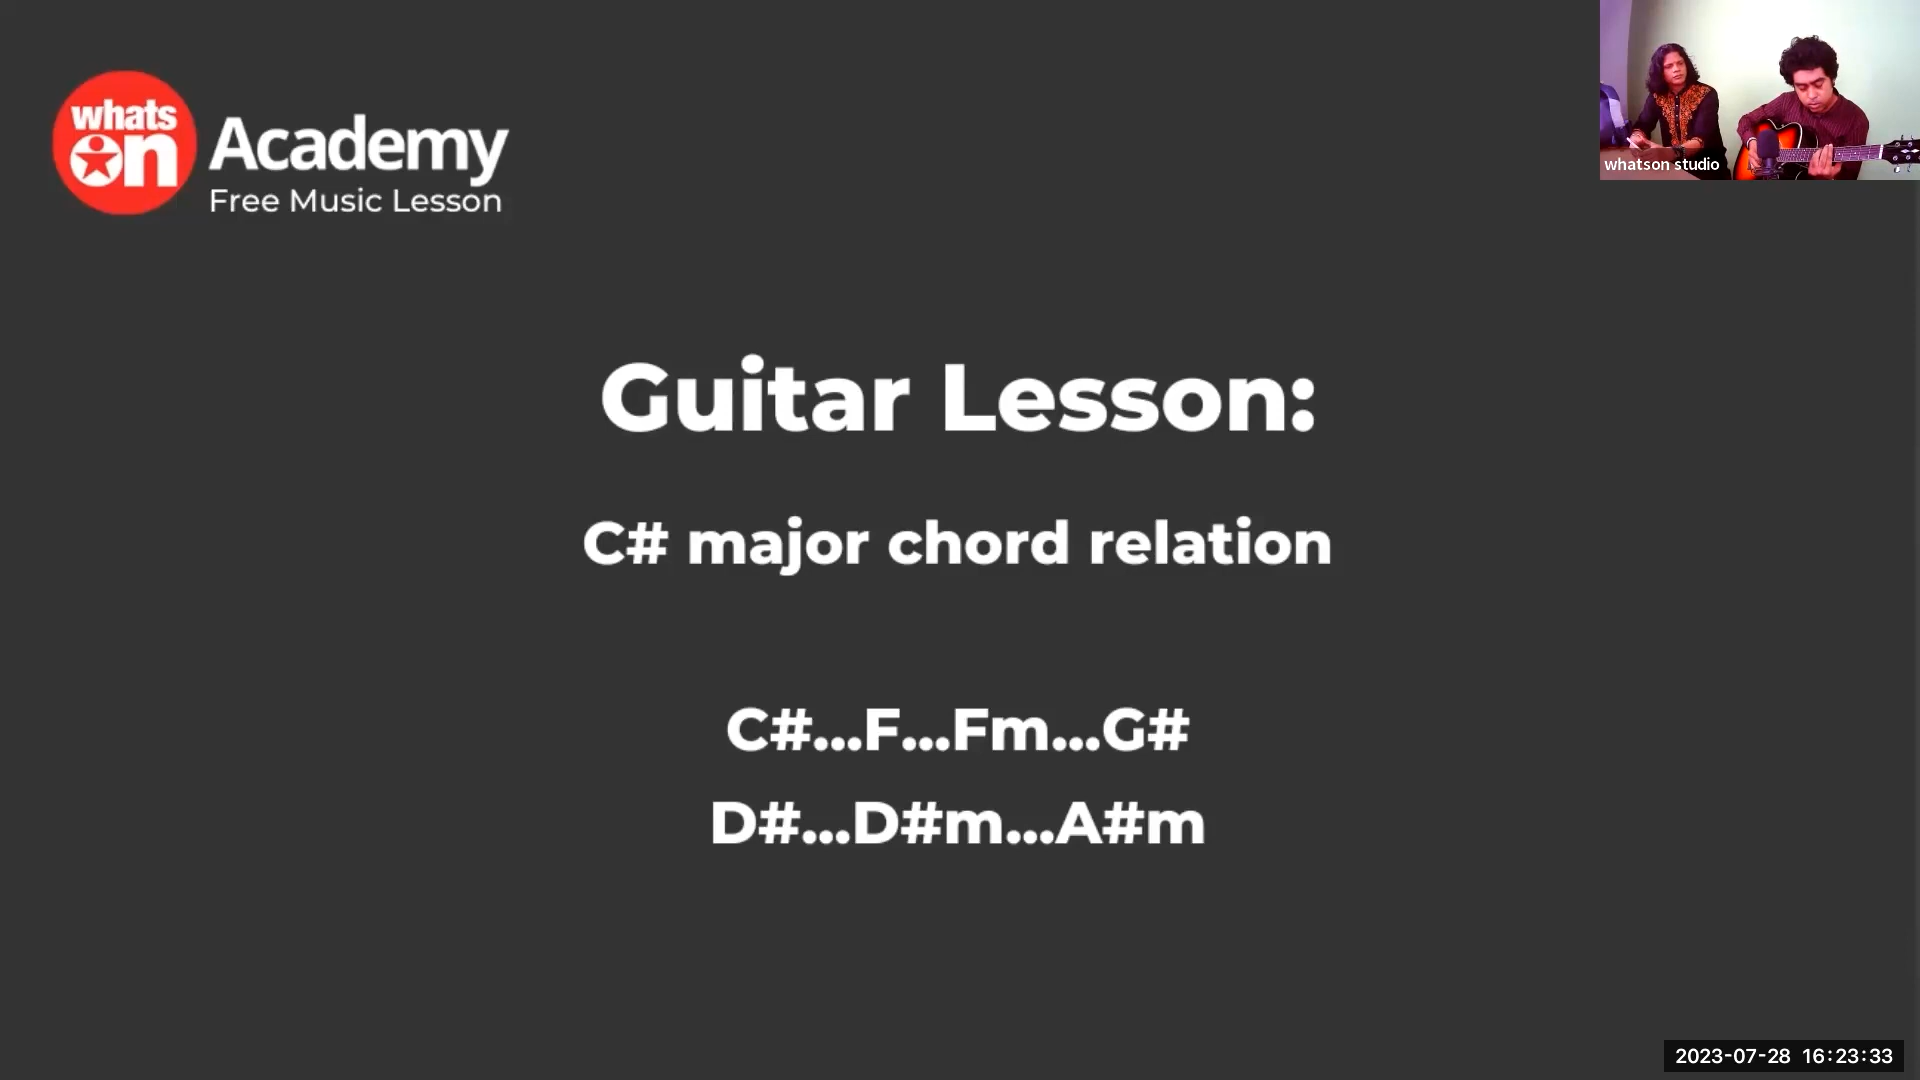 whats
on
Academy
Free Music Lesson
whatson studio
Guitar Lesson:
C# major chord relation
C#...F...Fm...G#
D#...D#m...A#m
2023-07-28 16:23:33